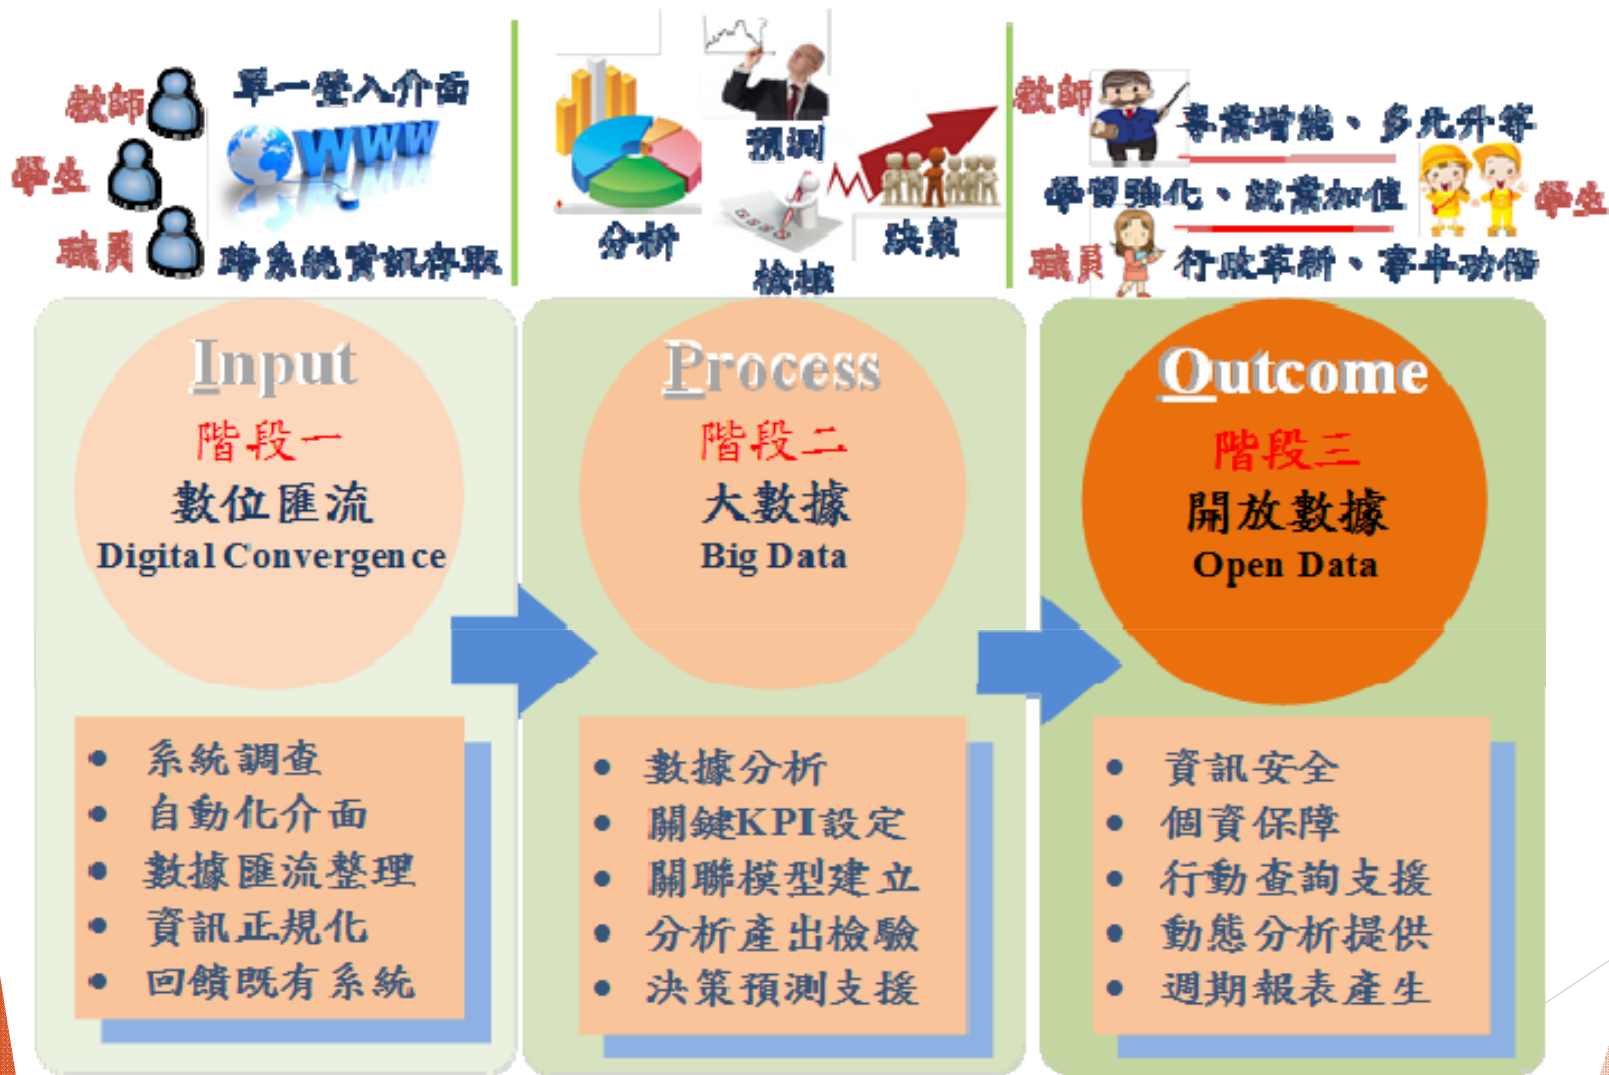 教師
學生
職員
單一登入介面
WWW
跨系統資訊存取
分析
預測
檢核
決策
教師
專業增能、多元升等
學習強化、就業加值
學生
職員
行政革新、事半功倍
Input
階段一
數位匯流
Digital Convergence
系統調查
自動化介面
數據匯流整理
資訊正規化
回饋既有系統
Process
階段二
大數據
Big Data
數據分析
關鍵KPI設定
關聯模型建立
分析產出檢驗
決策預測支援
Outcome
階段三
開放數據
Open Data
資訊安全
個資保障
行動查詢支援
動態分析提供
週期報表產生